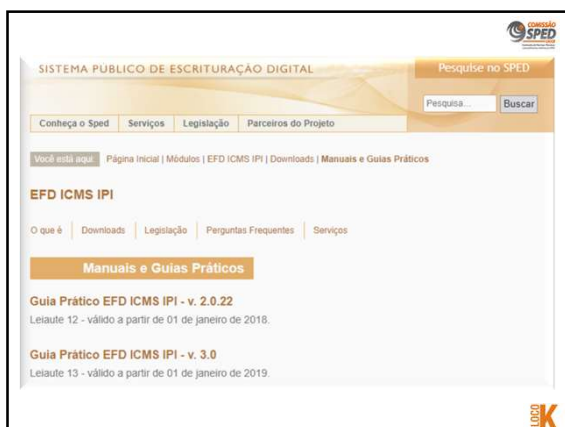 COMISSÃO
SPED
SISTEMA PÚBLICO DE ESCRITURAÇÃO DIGITAL
Pesquise no SPED
Pesquisa...
Buscar
Conheça o Sped
Serviços
Legislação
Parceiros do Projeto
Você está aqui: Página Inicial | Módulos | EFD ICMS IPI | Downloads | Manuais e Guias Práticos
EFD ICMS IPI
O que è
Downloads
Legislação
Perguntas Frequentes
Serviços
Manuais e Guias Práticos
Guia Prático EFD ICMS IPI - v. 2.0.22
Leiaute 12 - válido a partir de 01 de janeiro de 2018.
Guia Prático EFD ICMS IPI - v. 3.0
Leiaute 13 - válido a partir de 01 de janeiro de 2019.
LOCO
K